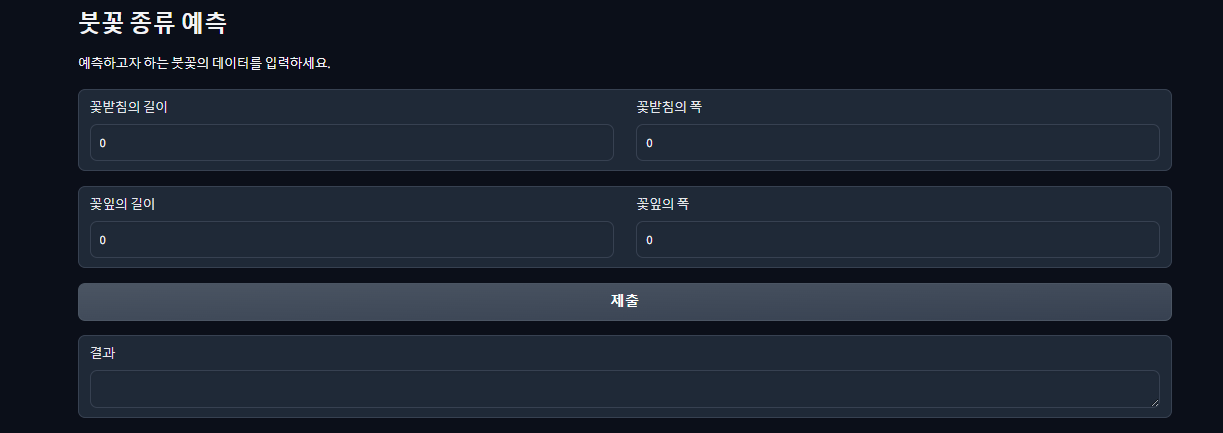 붓꽃 종류 예측
예측하고자 하는 붓꽃의 데이터를 입력하세요.
꽃받침의 길이 꽃받침의 폭
0 0
꽃잎의 길이 꽃잎의 폭
0 0
제출
결과